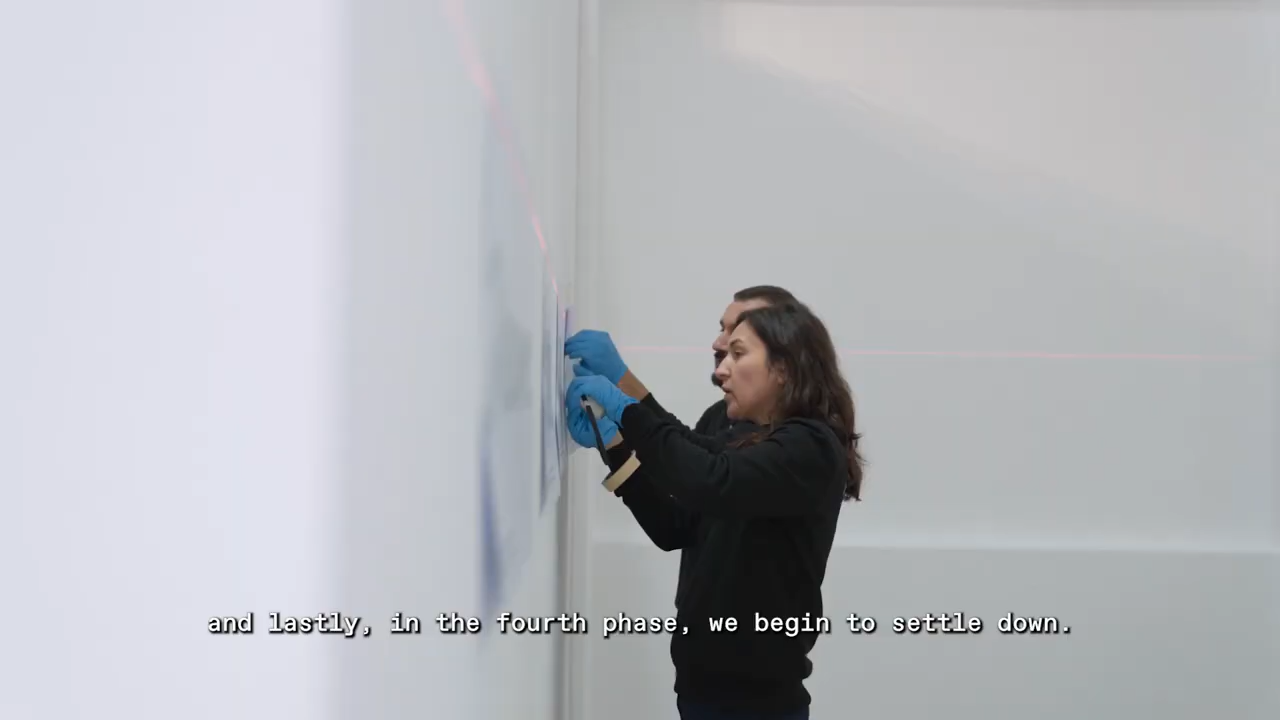 and lastly, in the fourth phase, we begin to settle down.